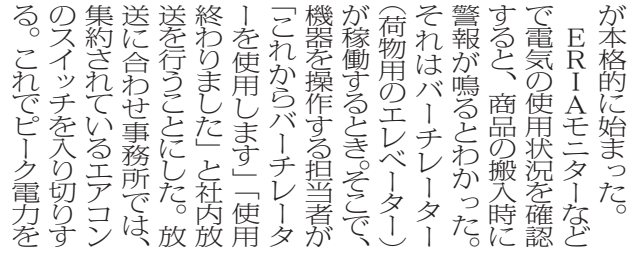 が本格的に始まった。
　ＥＲＩＡモニターなど
で電気の使用状況を確認
すると、商品の搬入時に
警報が鳴るとわかった。
それはバーチレーター
（荷物用のエレベーター）
が稼働するとき。そこで、
機器を操作する担当者が
「これからバーチレータ
ーを使用します」「使用
終わりました」と社内放
送を行うことにした。放
送に合わせ事務所では、
集約されているエアコン
のスイッチを入り切りす
る。これでピーク電力を